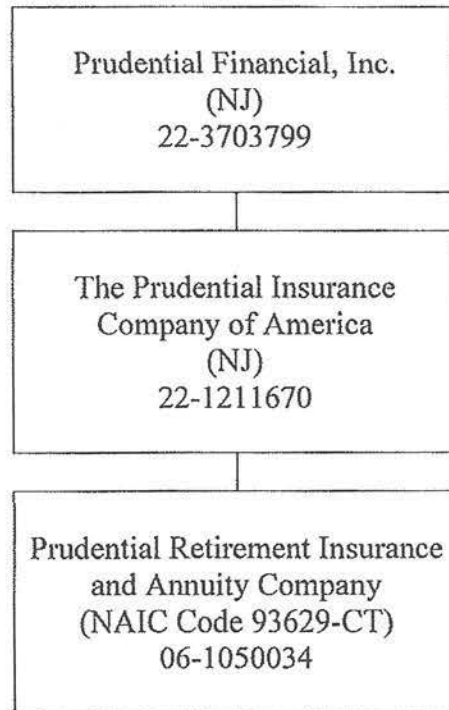 Prudential Financial, Inc.
(NJ)
22-3703799
The Prudential Insurance
Company of America
(NJ)
22-1211670
Prudential Retirement Insurance
and Annuity Company
(NAIC Code 93629-CT)
06-1050034